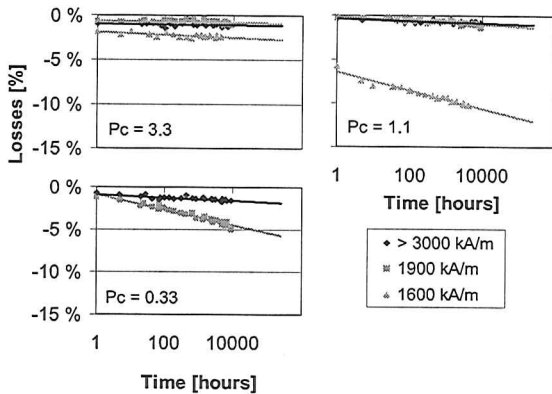 Losses [%]
0 %
-5 %
-10 %
-15 %
Pc = 3.3
0 %
-5 %
-10 %
-15 %
Pc = 1.1
1 100 10000
Time [hours]
0 %
-5 %
-10 %
-15 %
Pc = 0.33
1 100 10000
Time [hours]
> 3000 kA/m
1900 kA/m
1600 kA/m